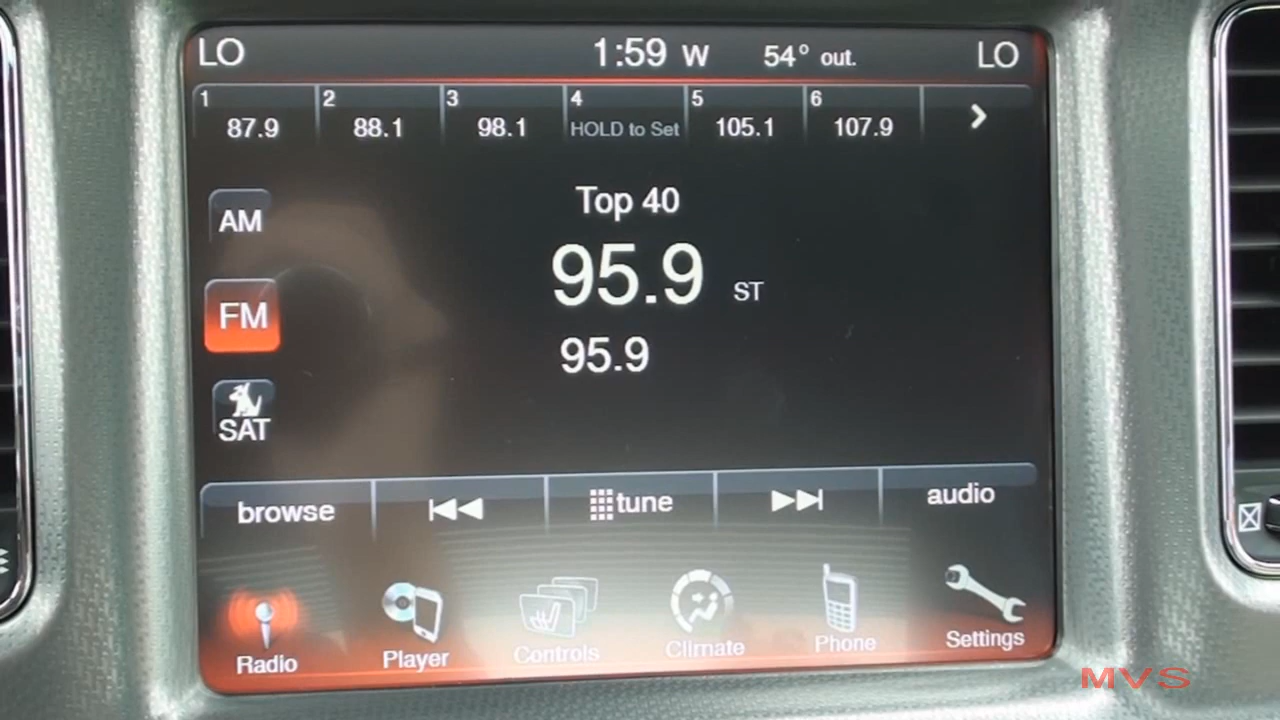 LO 1:59 W 54° out. LO
1 2 3 4 5 6
87.9 88.1 98.1 HOLD to Set 105.1 107.9
Top 40
AM
95.9 ST
FM
95.9
SAT
browse tune audio
Radio Player Controls Climate Phone Settings
MVS